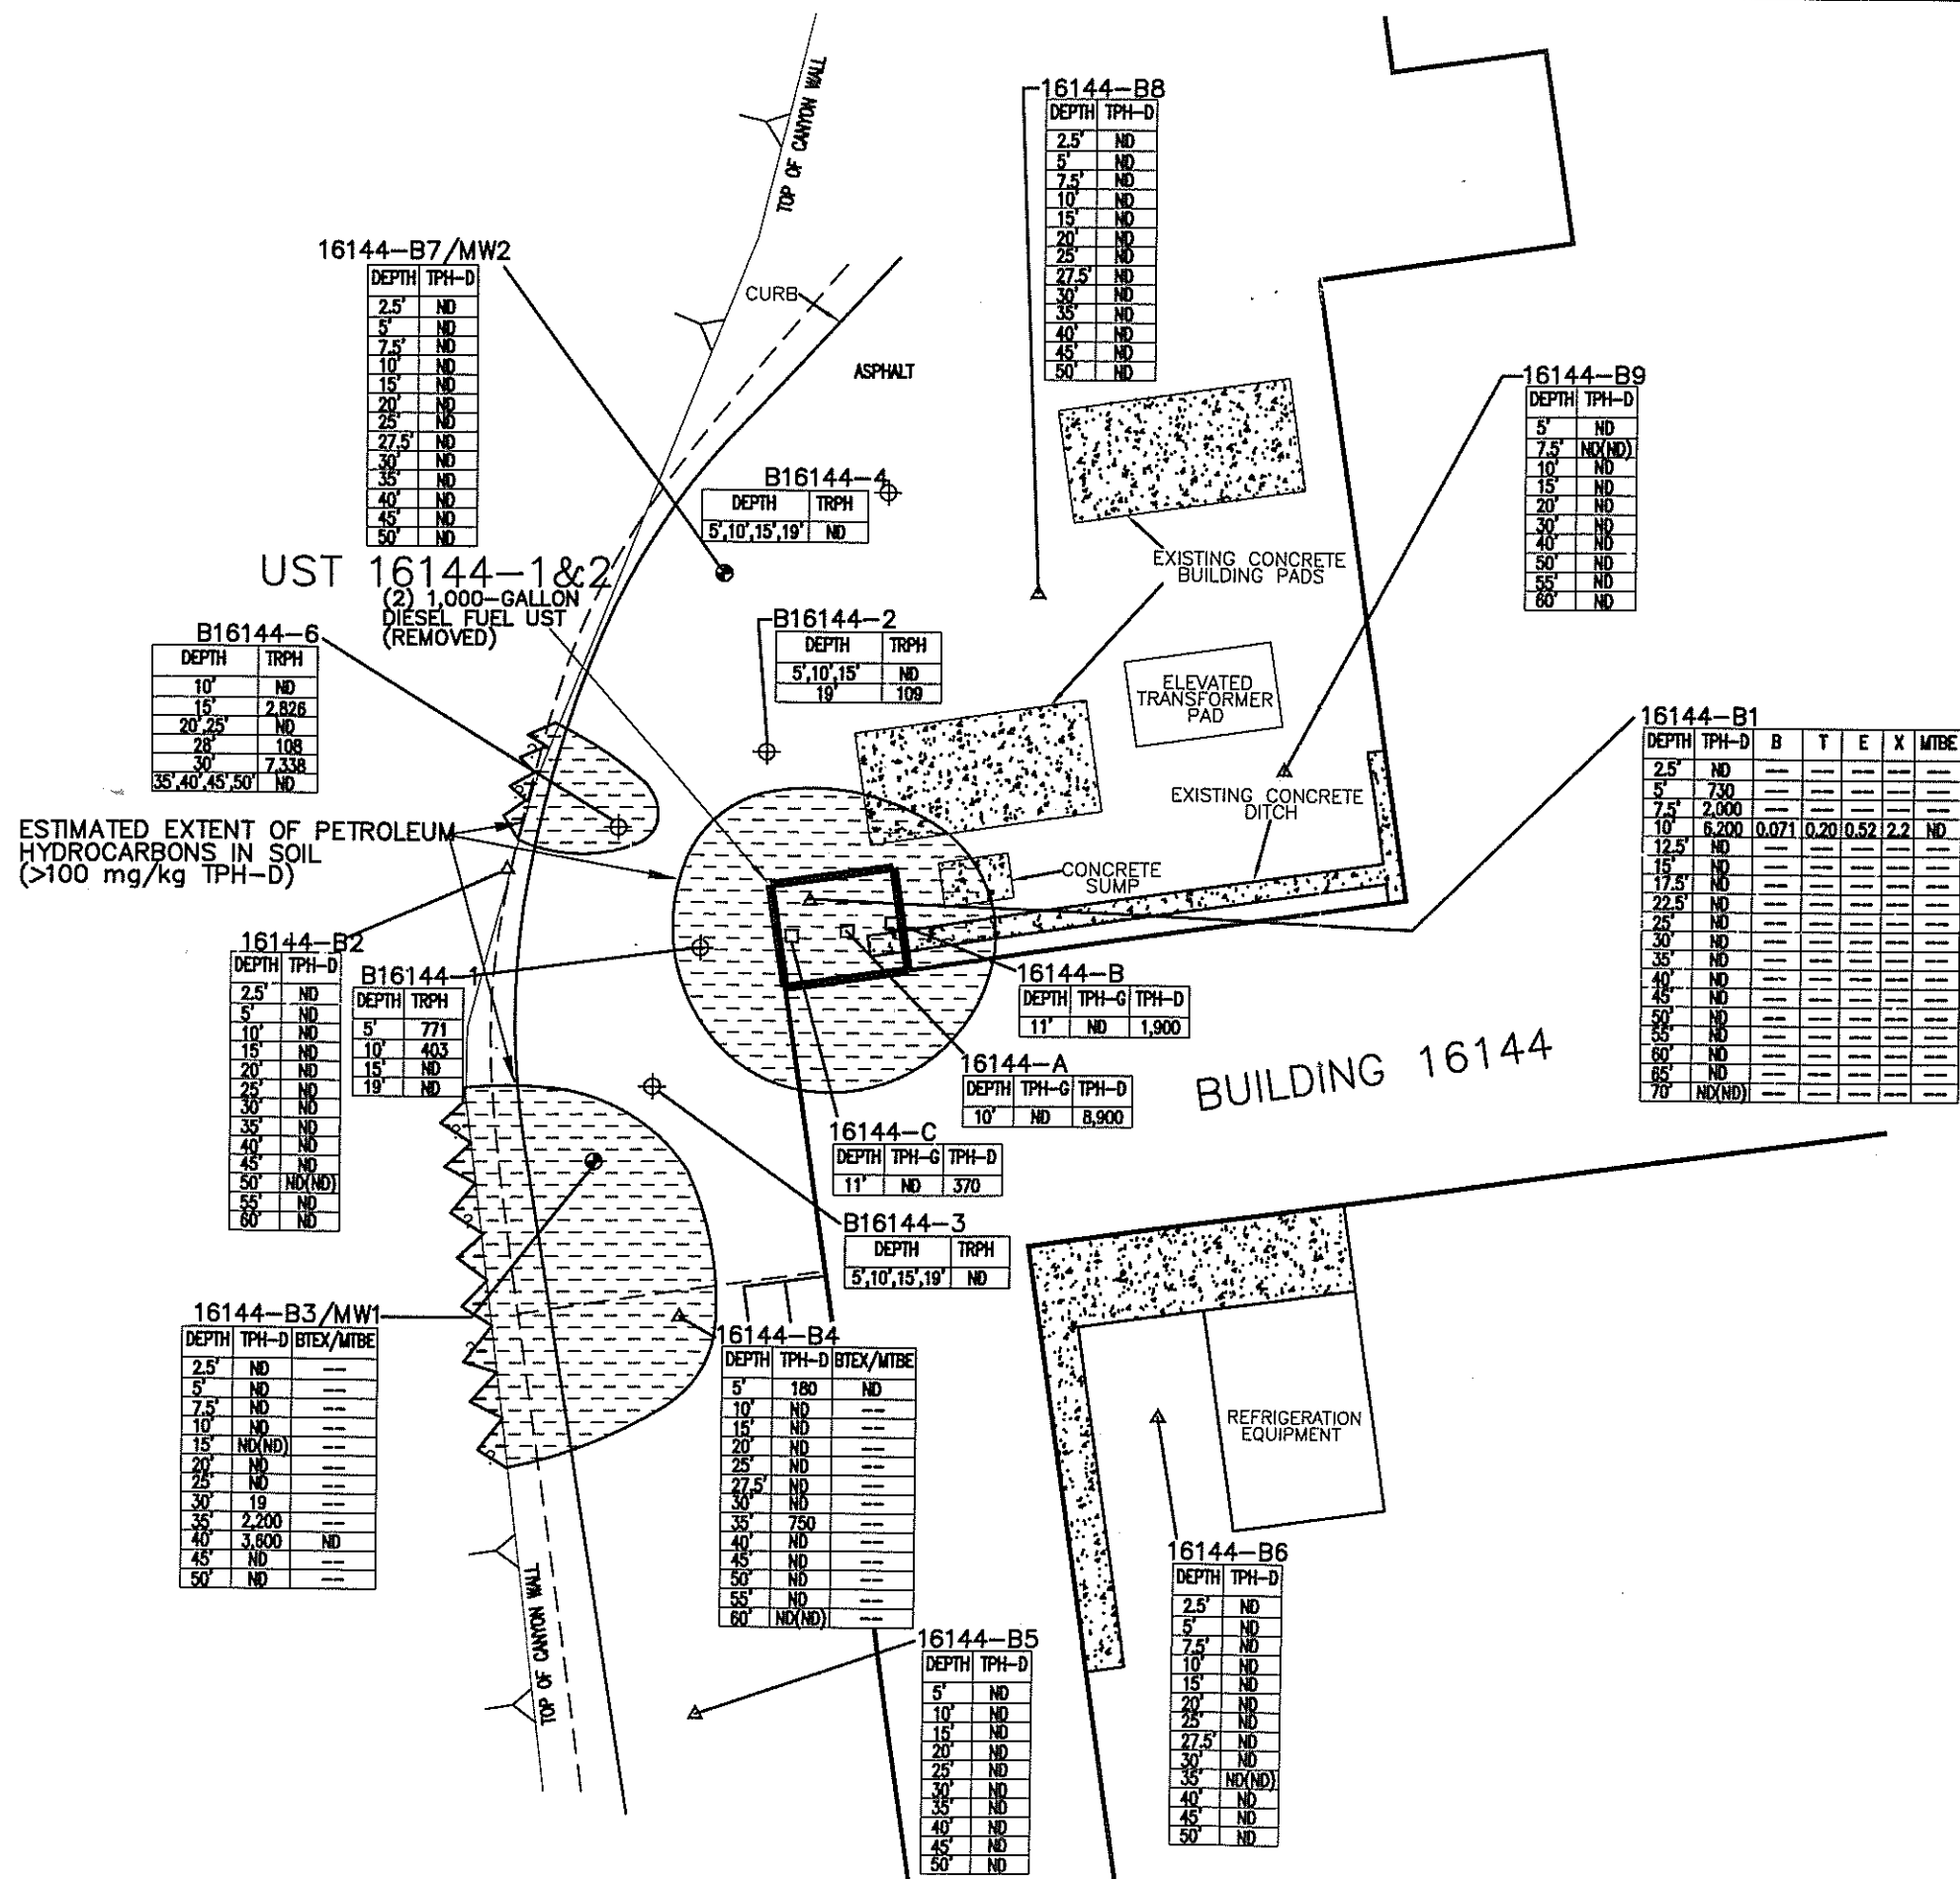 TOP OF CANYON WALL
CURB
ASPHALT
16144-B8
DEPTH TPH-D
2.5' ND
5' ND
7.5' ND
10' ND
15' ND
20' ND
25' ND
27.5' ND
30' ND
35' ND
40' ND
45' ND
50' ND
16144-B7/MW2
DEPTH TPH-D
2.5' ND
5' ND
7.5' ND
10' ND
15' ND
20' ND
25' ND
27.5' ND
30' ND
35' ND
40' ND
45' ND
50' ND
16144-B9
DEPTH TPH-D
5' ND
7.5' ND(ND)
10' ND
15' ND
20' ND
30' ND
40' ND
50' ND
55' ND
60' ND
B16144-4
DEPTH TRPH
5',10',15',19' ND
EXISTING CONCRETE
BUILDING PADS
UST 16144-1&2
(2) 1,000-GALLON
DIESEL FUEL UST
(REMOVED)
B16144-2
DEPTH TRPH
5',10',15' ND
19' 109
B16144-6
DEPTH TRPH
10' ND
15' 2,826
20',25' ND
28' 108
30' 7,338
35',40',45',50' ND
ELEVATED
TRANSFORMER
PAD
EXISTING CONCRETE
DITCH
CONCRETE
SUMP
16144-B1
DEPTH TPH-D B T E X MTBE
2.5' ND --- --- --- --- ---
5' 730 --- --- --- --- ---
7.5' 2,000 --- --- --- --- ---
10' 6,200 0.071 0.20 0.52 2.2 ND
12.5' ND --- --- --- --- ---
15' ND --- --- --- --- ---
17.5' ND --- --- --- --- ---
22.5' ND --- --- --- --- ---
25' ND --- --- --- --- ---
30' ND --- --- --- --- ---
35' ND --- --- --- --- ---
40' ND --- --- --- --- ---
45' ND --- --- --- --- ---
50' ND --- --- --- --- ---
55' ND --- --- --- --- ---
60' ND --- --- --- --- ---
65' ND --- --- --- --- ---
70' ND(ND) --- --- --- --- ---
ESTIMATED EXTENT OF PETROLEUM
HYDROCARBONS IN SOIL
(>100 mg/kg TPH-D)
16144-B2
DEPTH TPH-D
2.5' ND
5' ND
10' ND
15' ND
20' ND
25' ND
30' ND
35' ND
40' ND
45' ND
50' ND(ND)
55' ND
60' ND
B16144-1
DEPTH TRPH
5' 771
10' 403
15' ND
19' ND
16144-B
DEPTH TPH-G TPH-D
11' ND 1,900
16144-A
DEPTH TPH-G TPH-D
10' ND 8,900
16144-C
DEPTH TPH-G TPH-D
11' ND 370
BUILDING 16144
B16144-3
DEPTH TRPH
5',10',15',19' ND
16144-B3/MW1
DEPTH TPH-D BTEX/MTBE
2.5' ND ---
5' ND ---
7.5' ND ---
10' ND ---
15' ND(ND) ---
20' ND ---
25' ND ---
30' 19 ---
35' 2,200 ---
40' 3,600 ND
45' ND ---
50' ND ---
16144-B4
DEPTH TPH-D BTEX/MTBE
5' 180 ND
10' ND ---
15' ND ---
20' ND ---
25' ND ---
27.5' ND ---
30' ND ---
35' 750 ---
40' ND ---
45' ND ---
50' ND ---
55' ND ---
60' ND(ND) ---
REFRIGERATION
EQUIPMENT
TOP OF CANYON WALL
16144-B6
DEPTH TPH-D
2.5' ND
5' ND
7.5' ND
10' ND
15' ND
20' ND
25' ND
27.5' ND
30' ND
35' ND(ND)
40' ND
45' ND
50' ND
16144-B5
DEPTH TPH-D
5' ND
10' ND
15' ND
20' ND
25' ND
30' ND
35' ND
40' ND
45' ND
50' ND